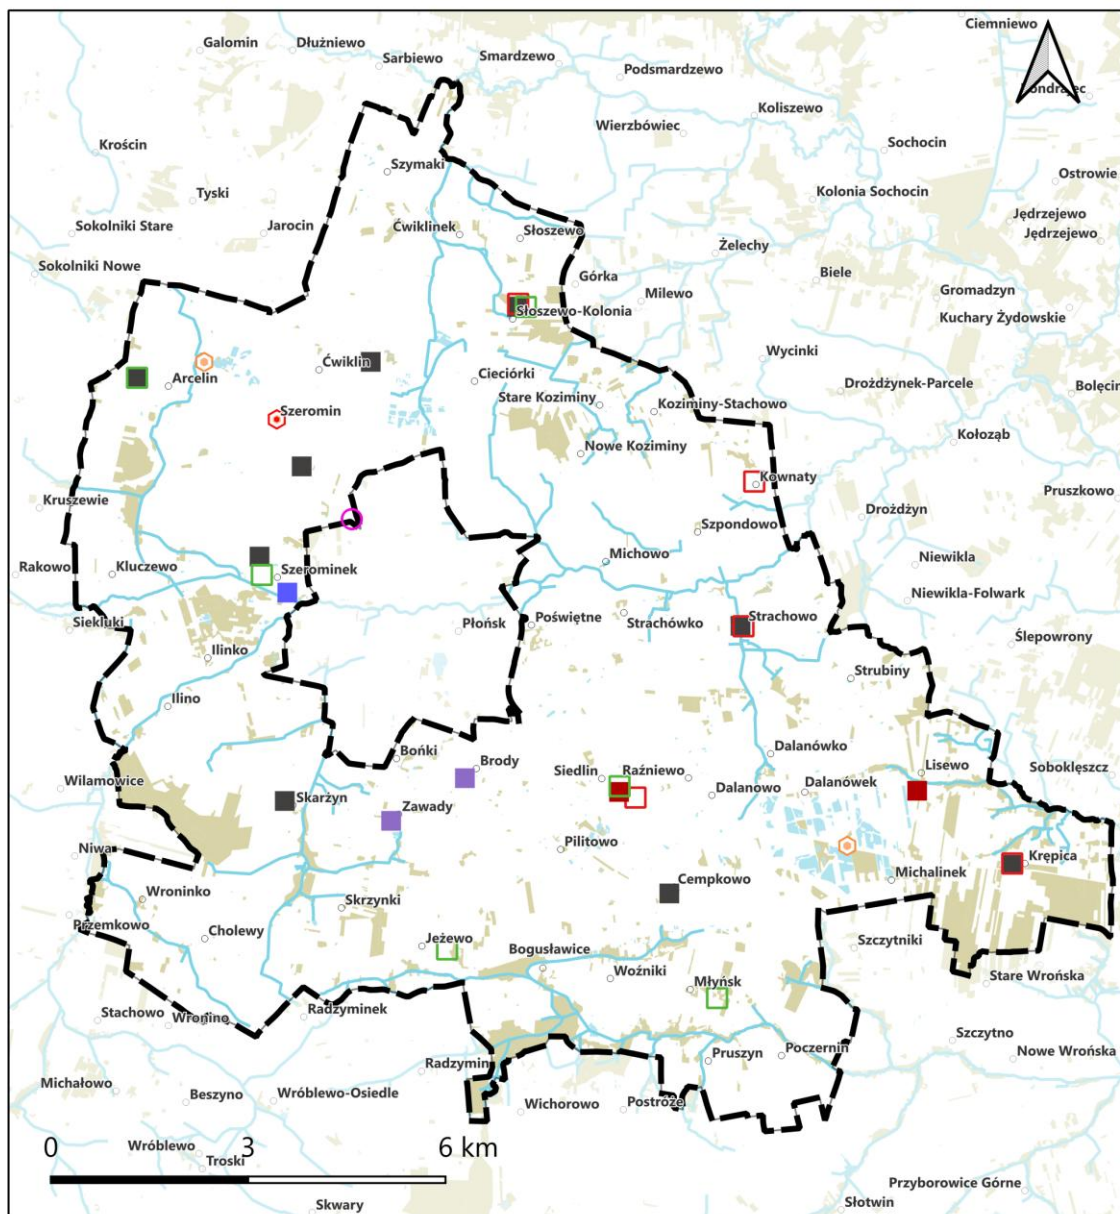 Ciemniewo
Galomin
Dłużniewo
Sarbiewo
Smardzewo
Podsmardzewo
Koliszewo
Wierzbówiec
Krościn
Sochocin
Szymaki
Ostrowie
Tyski
Kolonia Sochocin
Jędrzejewo
Sokolniki Stare
Jarocin
Ćwiklinek
Słoszewo
Jędrzejewo
Żelechy
Sokolniki Nowe
Górka
Biele
Milewo
Gromadzyn
Słoszewo-Kolonia
Kuchary Żydowskie
Wycinki
Ćwiklin
Arcelin
Cieciórki
Drożdżynek-Parcele
Bolęcin
Stare Koziminy
Koziminy-Stachowo
Szeromin
Kołoząb
Nowe Koziminy
Kownaty
Kruszewie
Pruszkowo
Drożdżyn
Szpondowo
Michowo
Niewikla
Rakowo
Kluczewo
Szerominek
Niewikla-Folwark
Siekluki
Płońsk
Poświętne
Strachówko
Strachowo
Ślepowrony
Ilinko
Strubiny
Ilino
Bońki
Dalanówko
Brody
Lisewo
Soboklęszcz
Wilamowice
Siedlin
Raźniewo
Dalanowo
Dalanówek
Skarżyn
Zawady
Niwa
Pilitowo
Krępica
Wroninko
Cempkowo
Michalinek
Skrzynki
Przemkowo
Cholewy
Jeżewo
Bogusławice
Szczytniki
Woźniki
Stare Wrońska
Młyńsk
Stachowo
Wronino
Radzyminek
Szczytno
Nowe Wrońska
Radzymin
Pruszyn
Poczernin
Michałowo
Beszyno
Wróblewo-Osiedle
Wichorowo
Postróże
0 3 6 km
Wróblewo
Troski
Przyborowice Górne
Skwary
Słotwin